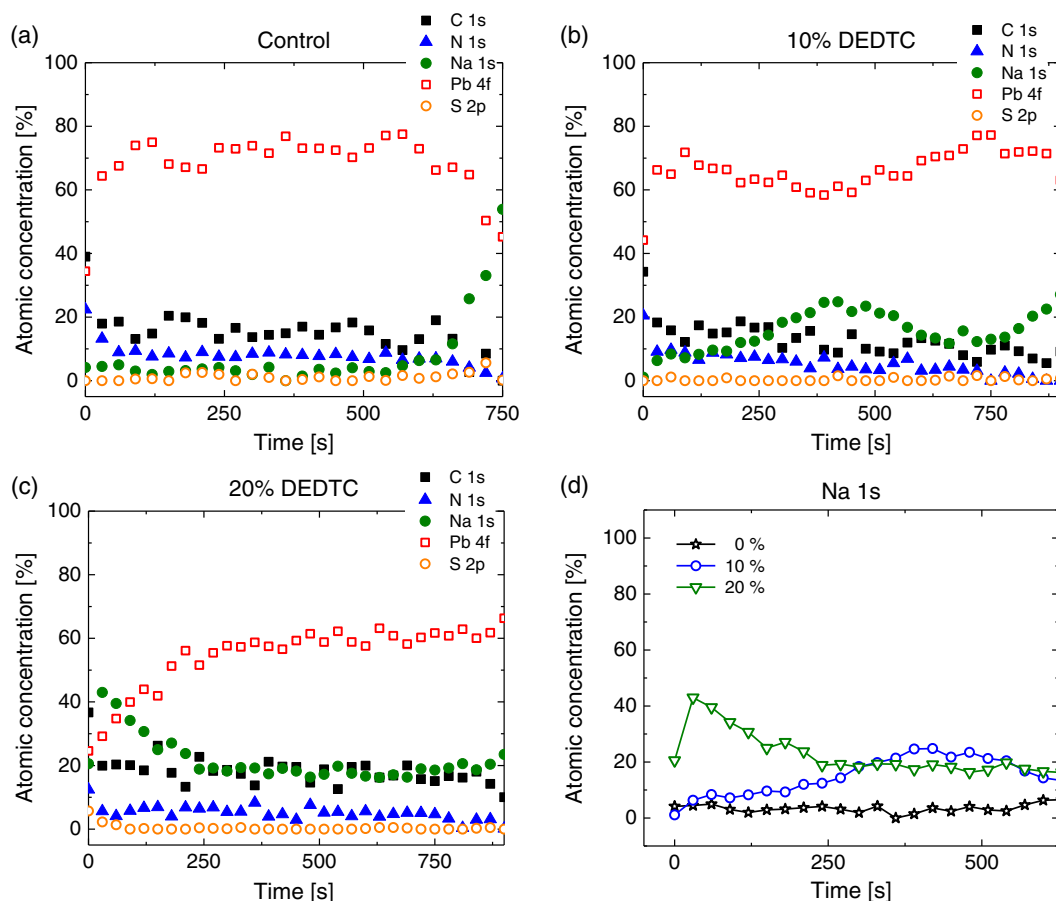 (a)
Control
C 1s
N 1s
Na 1s
Pb 4f
S 2p
100
80
60
40
20
0
Atomic concentration [%]
0 250 500 750
Time [s]
(b)
10% DEDTC
C 1s
N 1s
Na 1s
Pb 4f
S 2p
100
80
60
40
20
0
Atomic concentration [%]
0 250 500 750
Time [s]
(c)
20% DEDTC
C 1s
N 1s
Na 1s
Pb 4f
S 2p
100
80
60
40
20
0
Atomic concentration [%]
0 250 500 750
Time [s]
(d)
Na 1s
0 %
10 %
20 %
100
80
60
40
20
0
Atomic concentration [%]
0 250 500
Time [s]